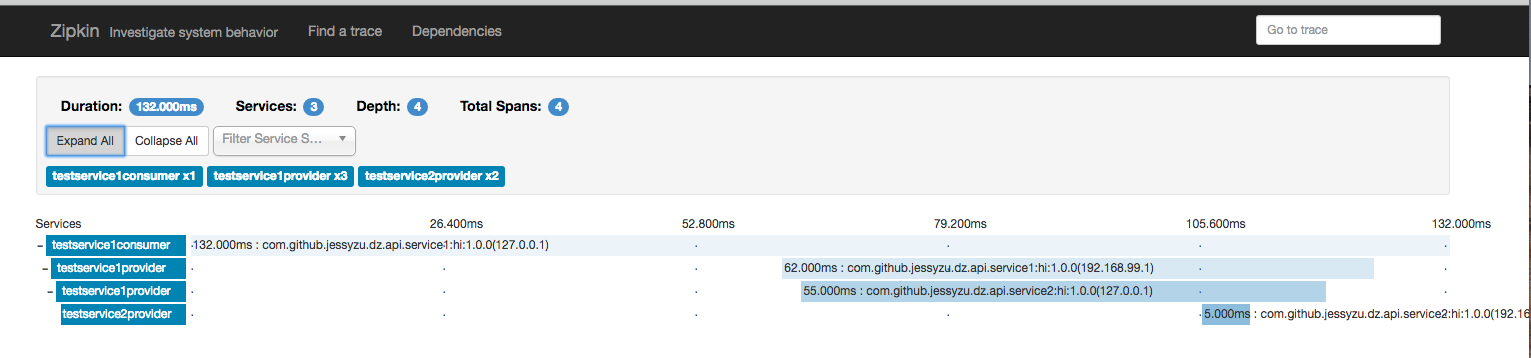 Zipkin Investigate system behavior Find a trace Dependencies Go to trace
Duration: 132.000ms Services: 3 Depth: 4 Total Spans: 4
Expand All Collapse All Filter Service S...
testservice1consumer x1 testservice1provider x3 testservice2provider x2
Services 26.400ms 52.800ms 79.200ms 105.600ms 132.000ms
− testservice1consumer 132.000ms : com.github.jessyzu.dz.api.service1:hi:1.0.0(127.0.0.1)
− testservice1provider 62.000ms : com.github.jessyzu.dz.api.service1:hi:1.0.0(192.168.99.1)
− testservice1provider 55.000ms : com.github.jessyzu.dz.api.service2:hi:1.0.0(127.0.0.1)
testservice2provider 5.000ms : com.github.jessyzu.dz.api.service2:hi:1.0.0(192.16